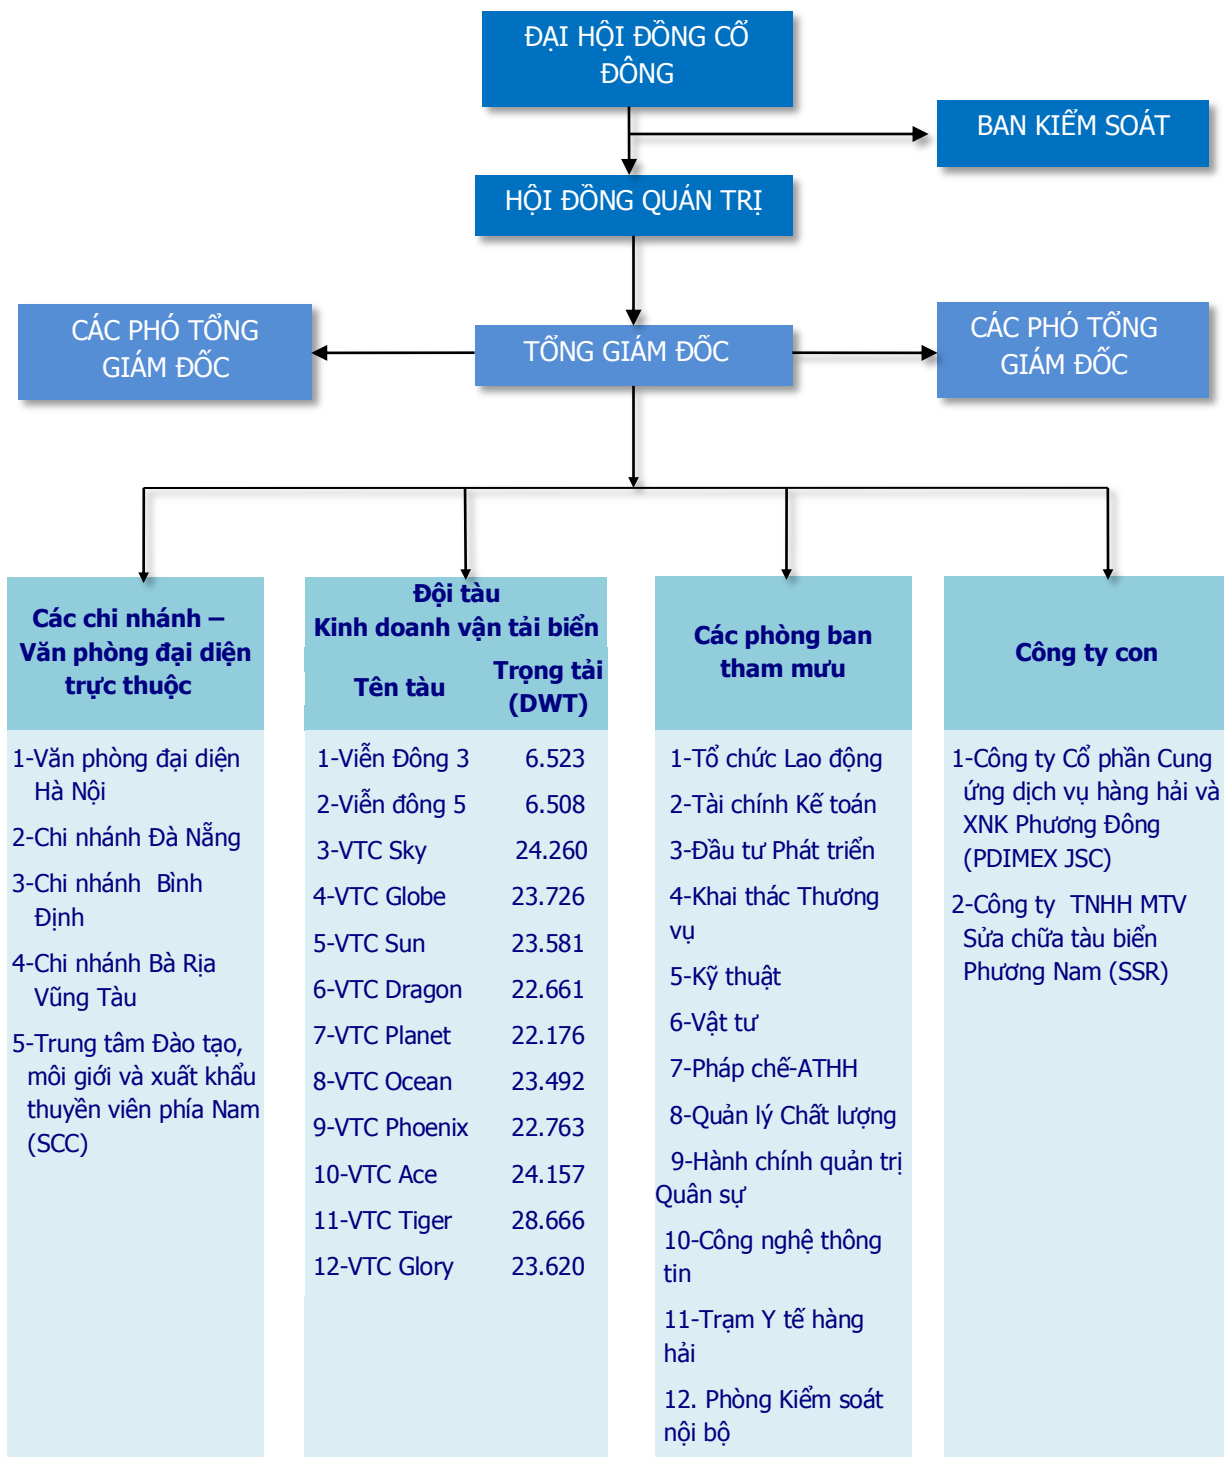 ĐẠI HỘI ĐỒNG CỔ
ĐÔNG
BAN KIỂM SOÁT
HỘI ĐỒNG QUẢN TRỊ
CÁC PHÓ TỔNG
GIÁM ĐỐC
TỔNG GIÁM ĐỐC
CÁC PHÓ TỔNG
GIÁM ĐỐC
Các chi nhánh –
Văn phòng đại diện
trực thuộc
1-Văn phòng đại diện
Hà Nội
2-Chi nhánh Đà Nẵng
3-Chi nhánh Bình
Định
4-Chi nhánh Bà Rịa
Vũng Tàu
5-Trung tâm Đào tạo,
môi giới và xuất khẩu
thuyền viên phía Nam
(SCC)
Đội tàu
Kinh doanh vận tải biển
Tên tàu Trọng tải
(DWT)
1-Viễn Đông 3 6.523
2-Viễn đông 5 6.508
3-VTC Sky 24.260
4-VTC Globe 23.726
5-VTC Sun 23.581
6-VTC Dragon 22.661
7-VTC Planet 22.176
8-VTC Ocean 23.492
9-VTC Phoenix 22.763
10-VTC Ace 24.157
11-VTC Tiger 28.666
12-VTC Glory 23.620
Các phòng ban
tham mưu
1-Tổ chức Lao động
2-Tài chính Kế toán
3-Đầu tư Phát triển
4-Khai thác Thương
vụ
5-Kỹ thuật
6-Vật tư
7-Pháp chế-ATHH
8-Quản lý Chất lượng
9-Hành chính quản trị
Quân sự
10-Công nghệ thông
tin
11-Trạm Y tế hàng
hải
12. Phòng Kiểm soát
nội bộ
Công ty con
1-Công ty Cổ phần Cung
ứng dịch vụ hàng hải và
XNK Phương Đông
(PDIMEX JSC)
2-Công ty TNHH MTV
Sửa chữa tàu biển
Phương Nam (SSR)